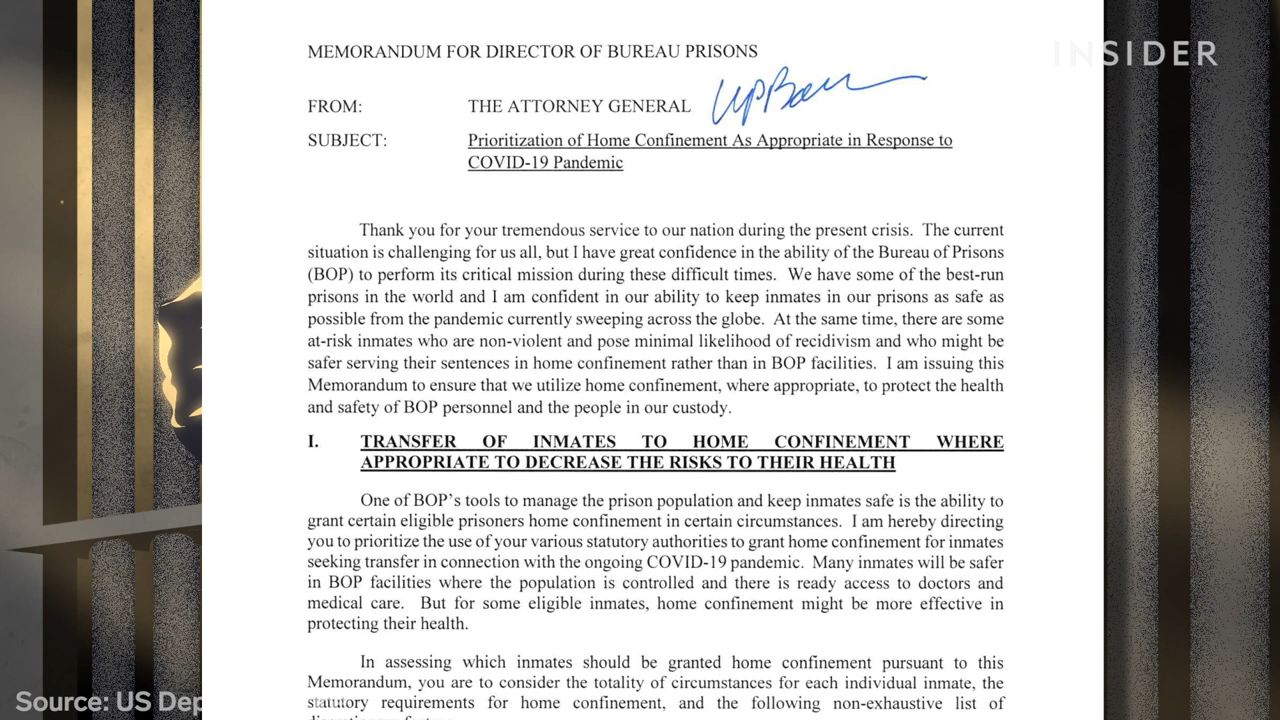 INSIDER
MEMORANDUM FOR DIRECTOR OF BUREAU PRISONS
FROM: THE ATTORNEY GENERAL
SUBJECT: Prioritization of Home Confinement As Appropriate in Response to
COVID-19 Pandemic
Thank you for your tremendous service to our nation during the present crisis. The current
situation is challenging for us all, but I have great confidence in the ability of the Bureau of Prisons
(BOP) to perform its critical mission during these difficult times. We have some of the best-run
prisons in the world and I am confident in our ability to keep inmates in our prisons as safe as
possible from the pandemic currently sweeping across the globe. At the same time, there are some
at-risk inmates who are non-violent and pose minimal likelihood of recidivism and who might be
safer serving their sentences in home confinement rather than in BOP facilities. I am issuing this
Memorandum to ensure that we utilize home confinement, where appropriate, to protect the health
and safety of BOP personnel and the people in our custody.
I. TRANSFER OF INMATES TO HOME CONFINEMENT WHERE
APPROPRIATE TO DECREASE THE RISKS TO THEIR HEALTH
One of BOP's tools to manage the prison population and keep inmates safe is the ability to
grant certain eligible prisoners home confinement in certain circumstances. I am hereby directing
you to prioritize the use of your various statutory authorities to grant home confinement for inmates
seeking transfer in connection with the ongoing COVID-19 pandemic. Many inmates will be safer
in BOP facilities where the population is controlled and there is ready access to doctors and
medical care. But for some eligible inmates, home confinement might be more effective in
protecting their health.
In assessing which inmates should be granted home confinement pursuant to this
Memorandum, you are to consider the totality of circumstances for each individual inmate, the
statutory requirements for home confinement, and the following non-exhaustive list of
Source: US Dep